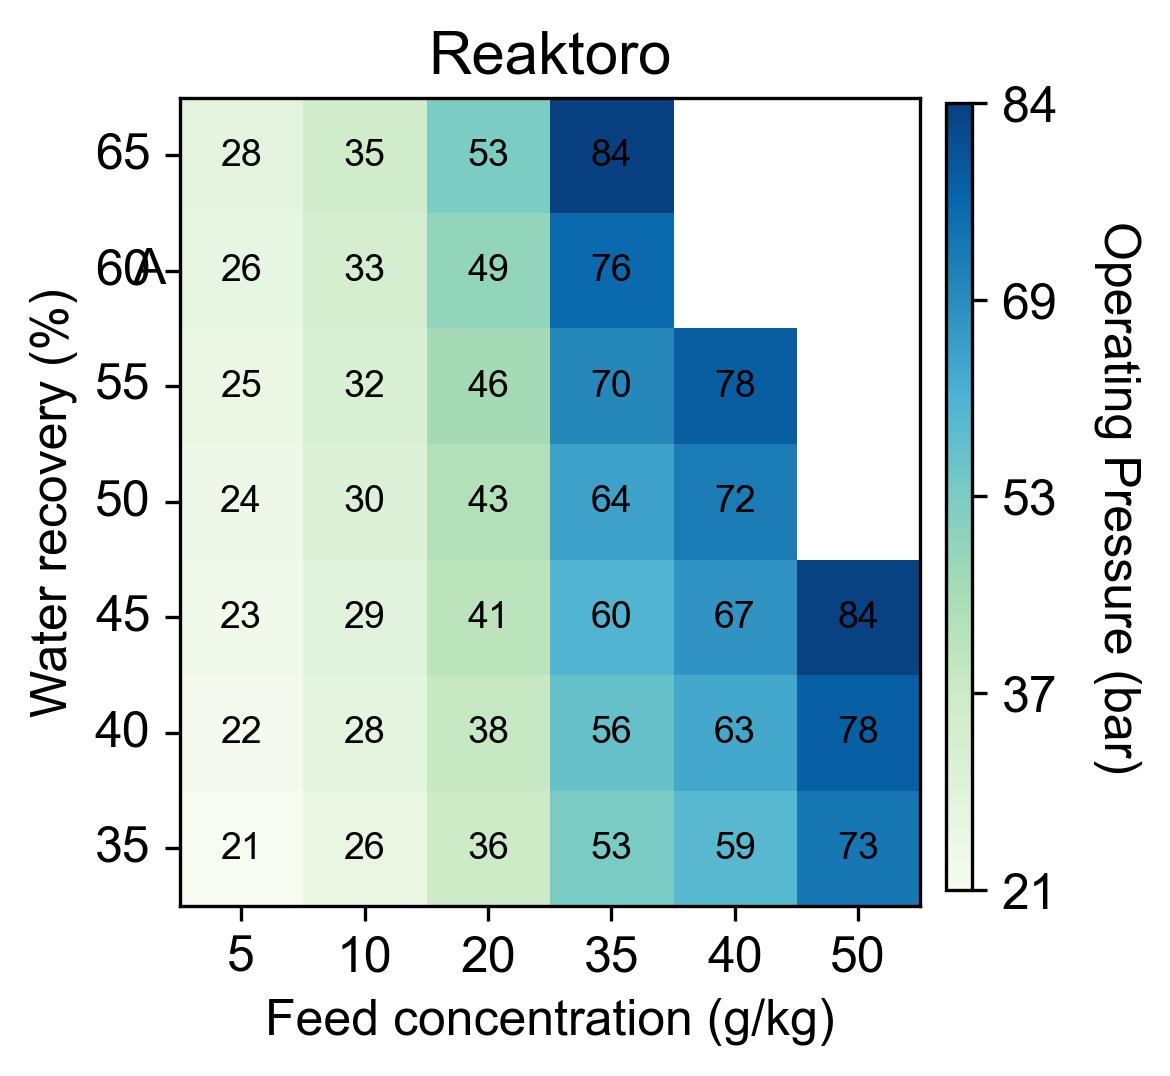 Reaktoro
65 28 35 53 84
60 A 26 33 49 76
55 25 32 46 70 78
50 24 30 43 64 72
45 23 29 41 60 67 84
40 22 28 38 56 63 78
35 21 26 36 53 59 73
5 10 20 35 40 50
Feed concentration (g/kg)
Water recovery (%)
84
69
53
37
21
Operating Pressure (bar)